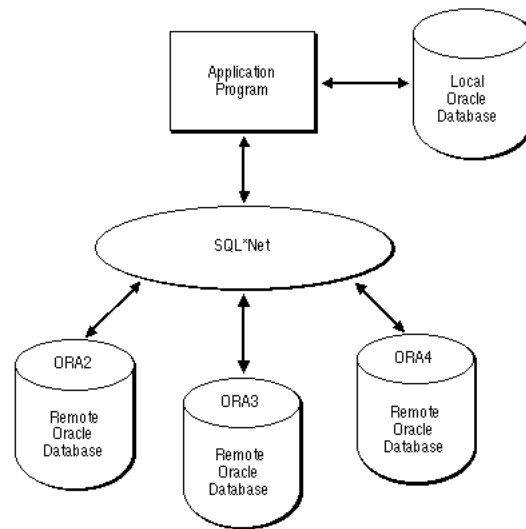 Application
Program
Local
Oracle
Database
SQL*Net
ORA2
Remote
Oracle
Database
ORA3
Remote
Oracle
Database
ORA4
Remote
Oracle
Database